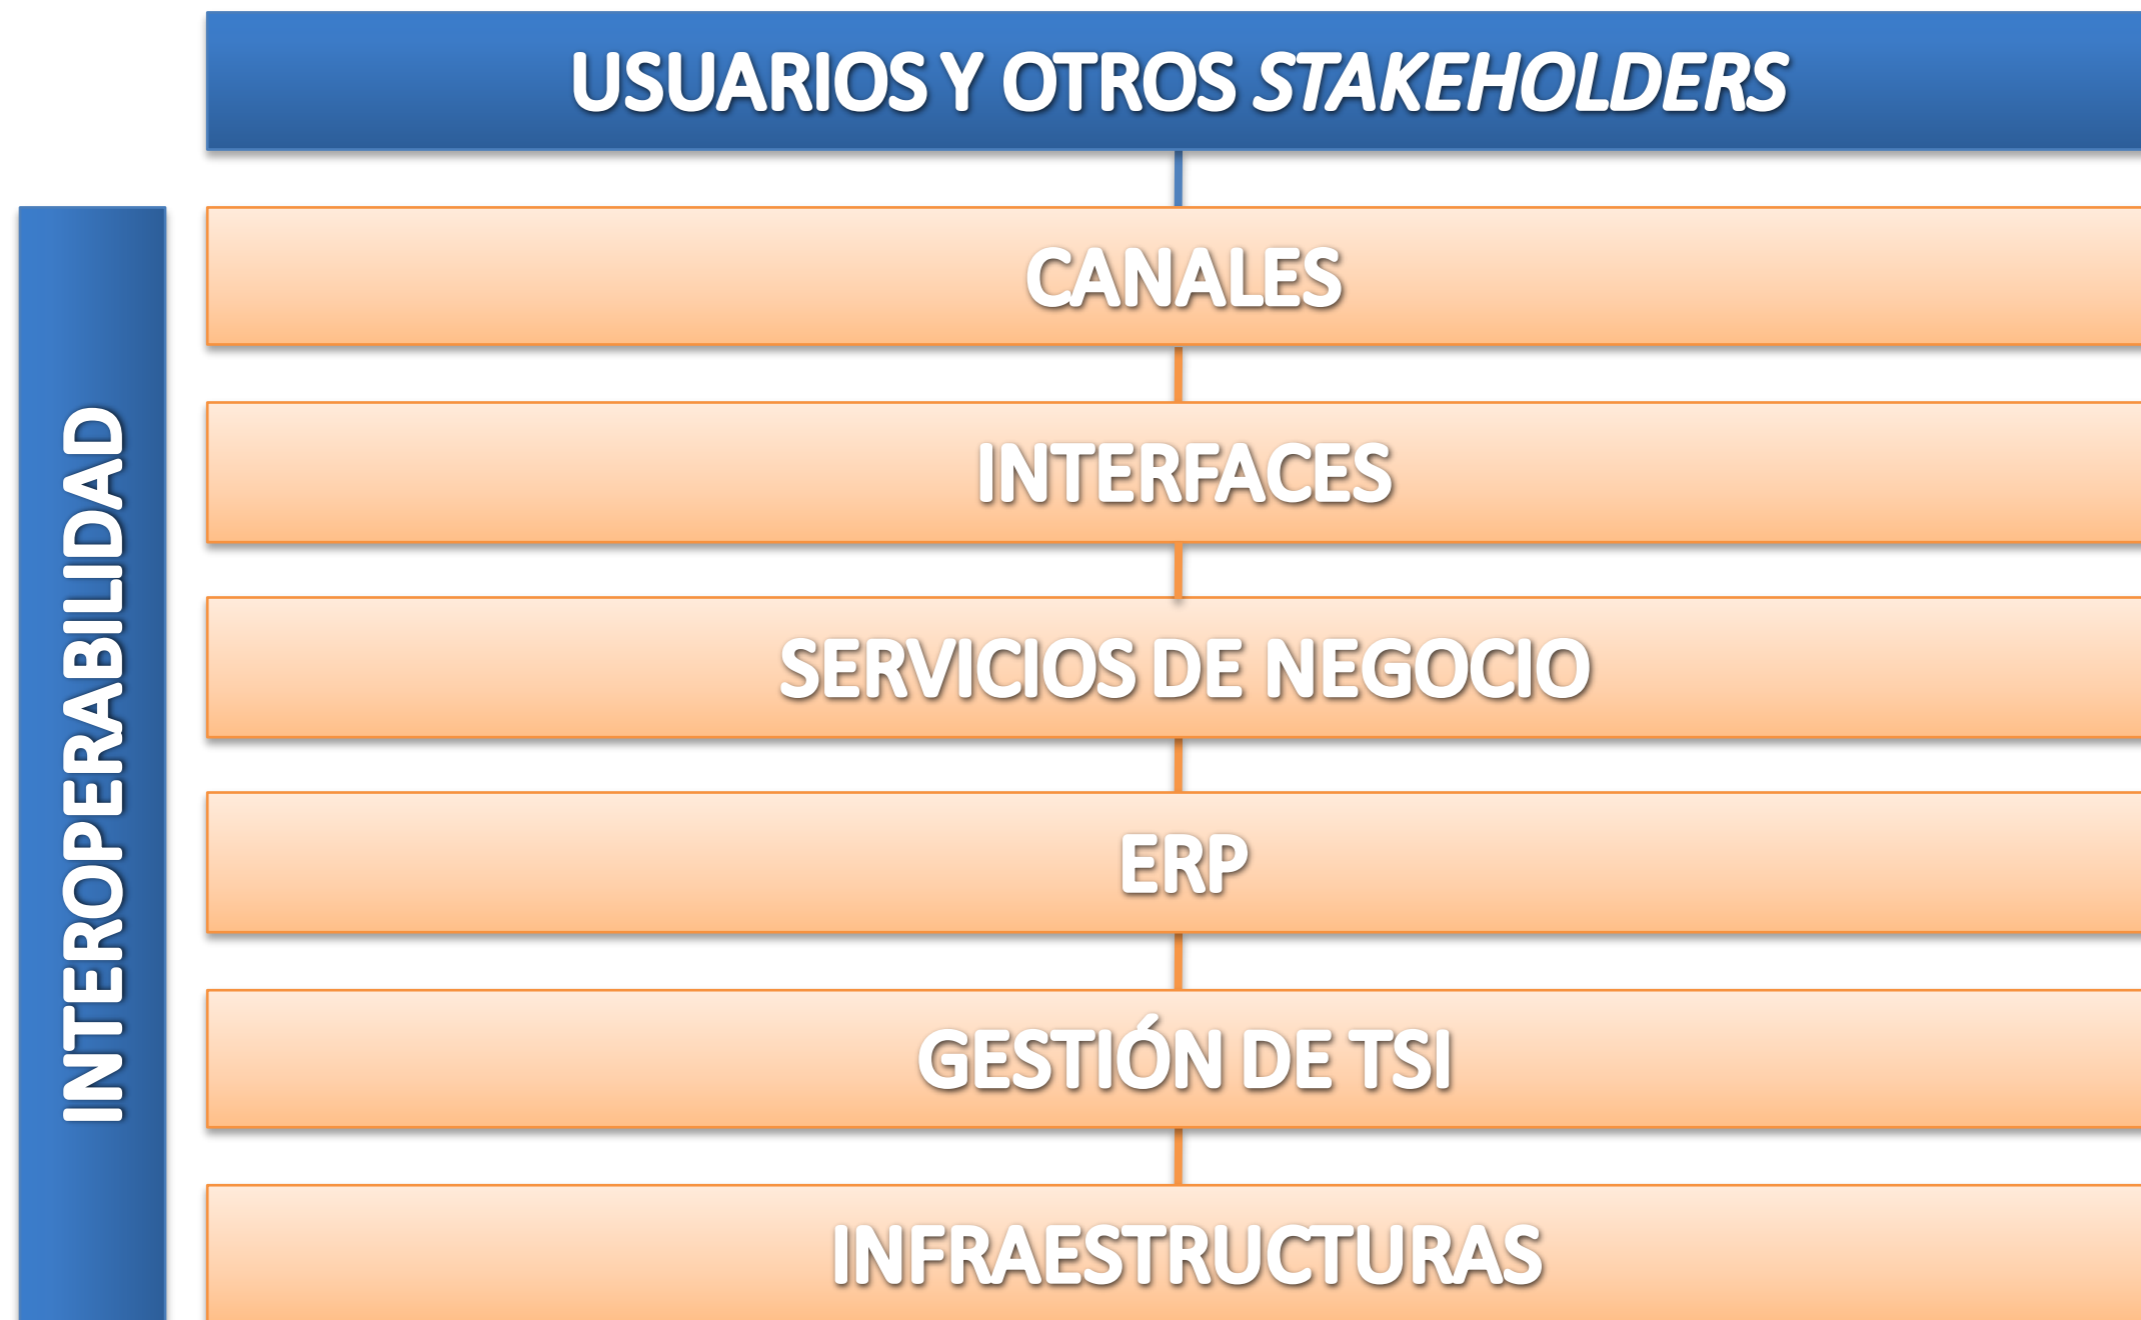 USUARIOS Y OTROS STAKEHOLDERS
INTEROPERABILIDAD
CANALES
INTERFACES
SERVICIOS DE NEGOCIO
ERP
GESTIÓN DE TSI
INFRAESTRUCTURAS